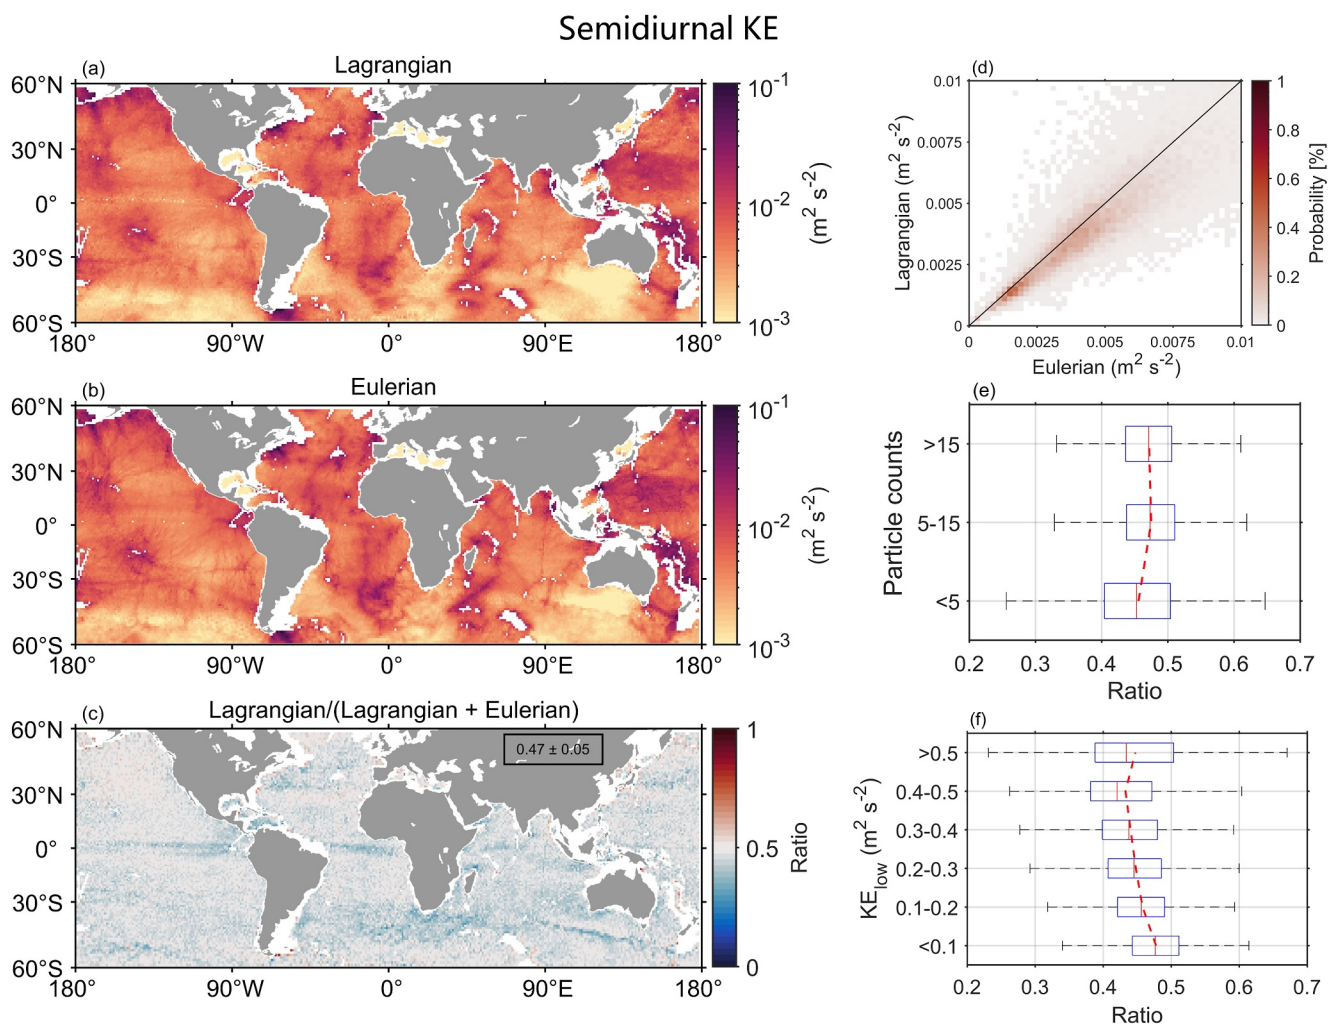 Semidiurnal KE
(a)
Lagrangian
60°N
30°N
0°
30°S
60°S
180°
90°W
0°
90°E
180°
10^-1
10^-2
10^-3
(m^2 s^-2)
(b)
Eulerian
60°N
30°N
0°
30°S
60°S
180°
90°W
0°
90°E
180°
10^-1
10^-2
10^-3
(m^2 s^-2)
(c)
Lagrangian/(Lagrangian + Eulerian)
0.47 ± 0.05
60°N
30°N
0°
30°S
60°S
180°
90°W
0°
90°E
180°
1
0.5
0
Ratio
(d)
0.01
0.0075
0.005
0.0025
0
Lagrangian (m^2 s^-2)
0
0.0025
0.005
0.0075
0.01
Eulerian (m^2 s^-2)
1
0.8
0.6
0.4
0.2
0
Probability [%]
(e)
Particle counts
>15
5-15
<5
0.2
0.3
0.4
0.5
0.6
0.7
Ratio
(f)
KE_low (m^2 s^-2)
>0.5
0.4-0.5
0.3-0.4
0.2-0.3
0.1-0.2
<0.1
0.2
0.3
0.4
0.5
0.6
0.7
Ratio